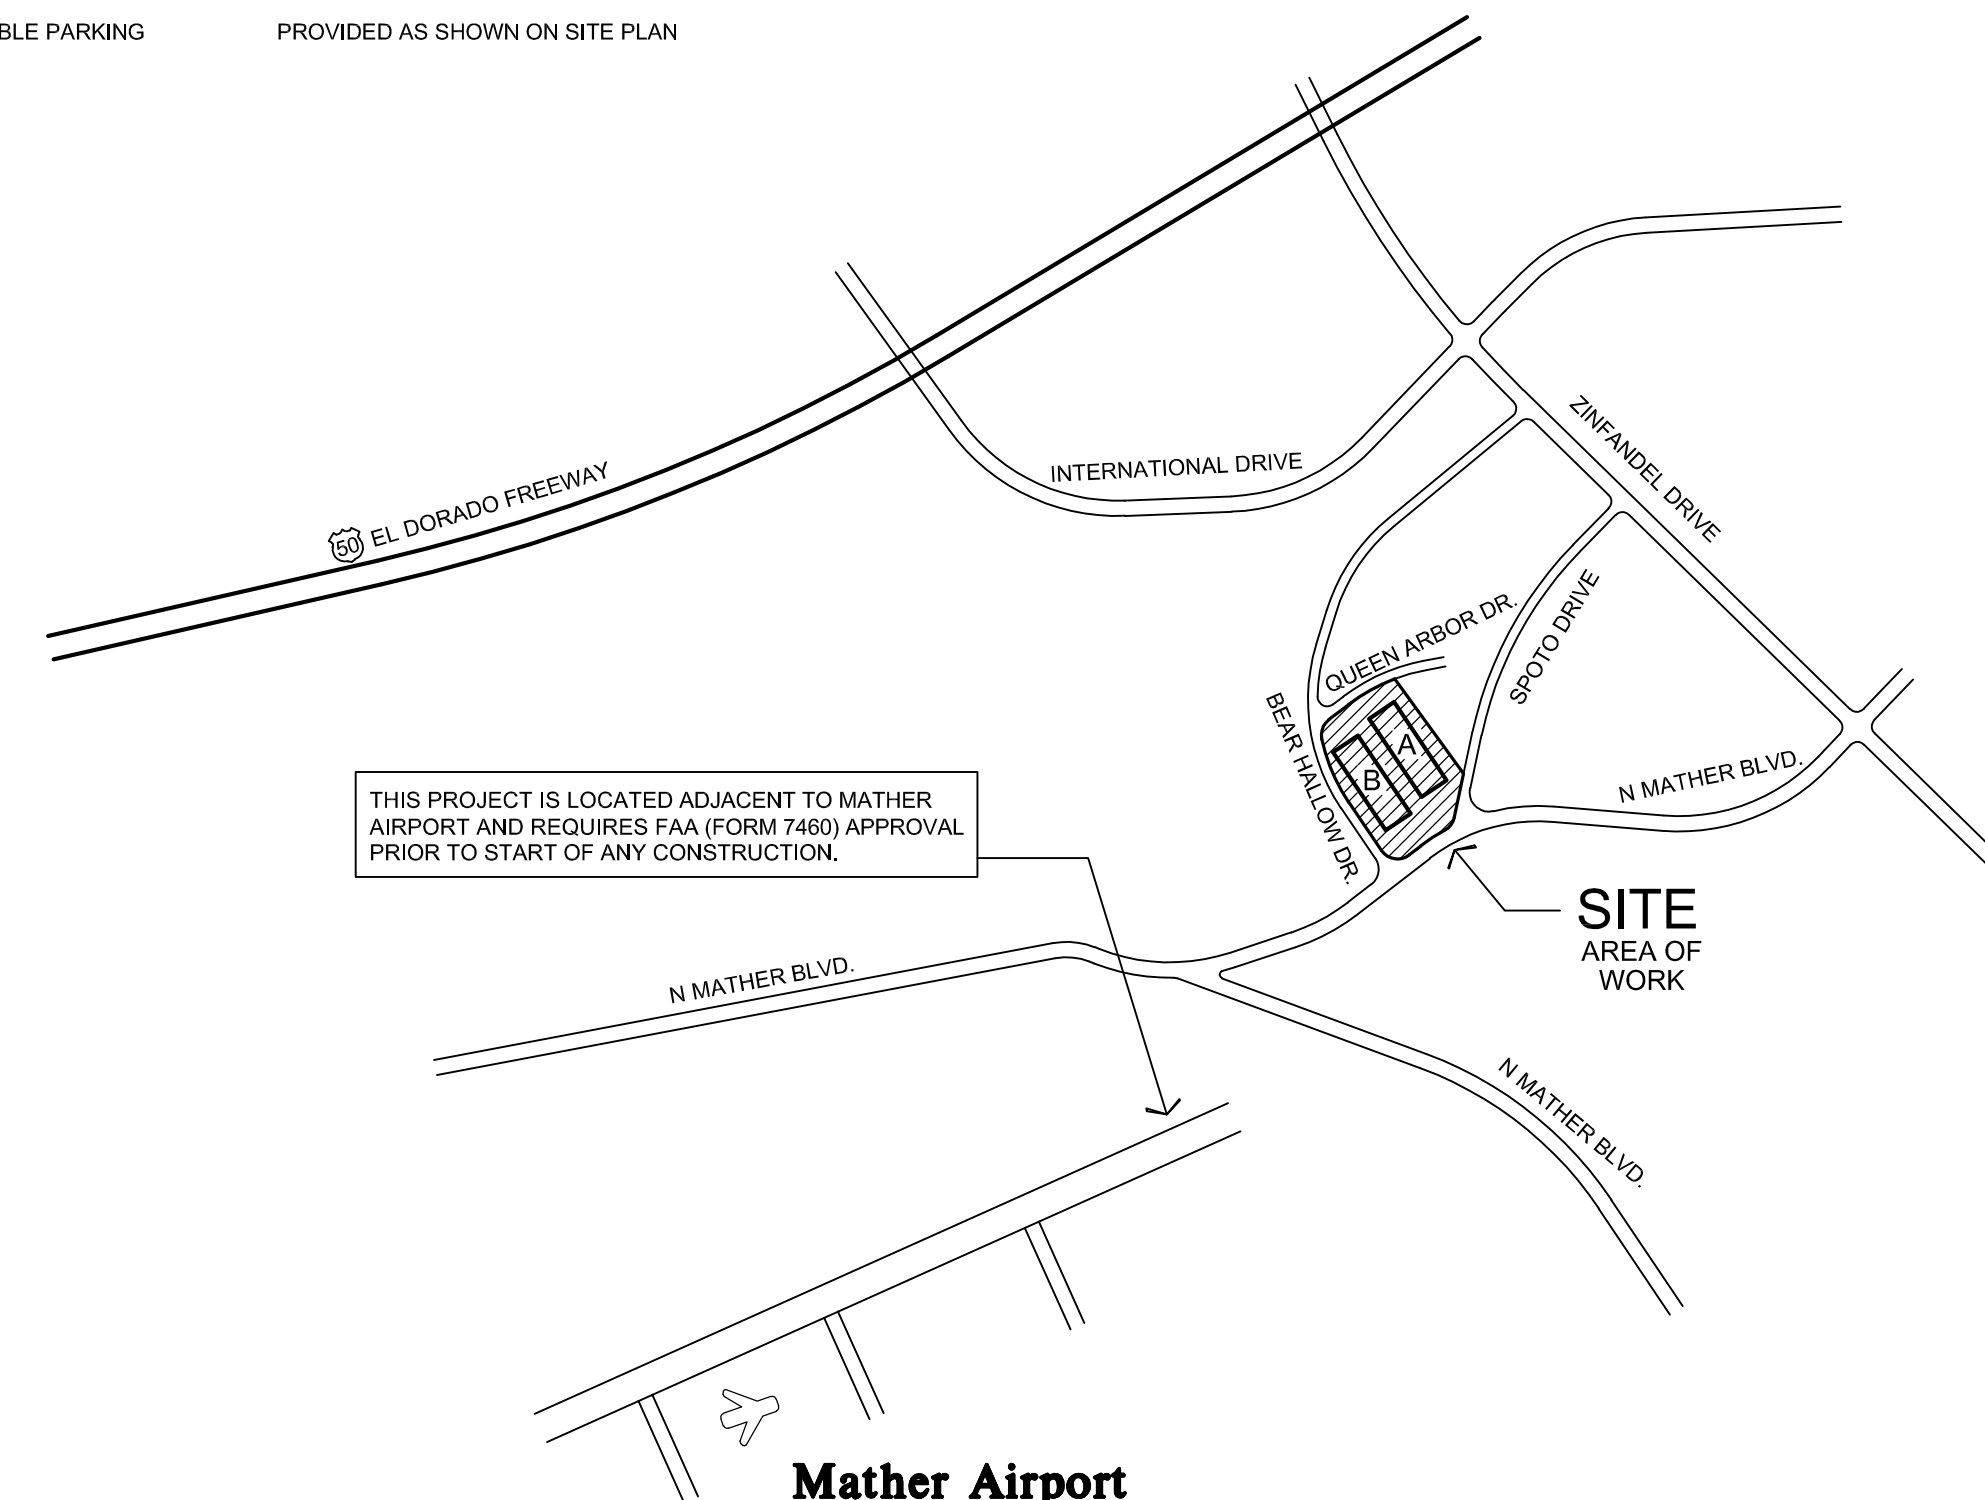 BLE PARKING PROVIDED AS SHOWN ON SITE PLAN
ZINFANDEL DRIVE
INTERNATIONAL DRIVE
50 EL DORADO FREEWAY
QUEEN ARBOR DR.
SPOTO DRIVE
BEAR HALLOW DR.
A
B
N MATHER BLVD.
THIS PROJECT IS LOCATED ADJACENT TO MATHER
AIRPORT AND REQUIRES FAA (FORM 7460) APPROVAL
PRIOR TO START OF ANY CONSTRUCTION.
SITE
AREA OF
WORK
N MATHER BLVD.
N MATHER BLVD.
Mather Airport